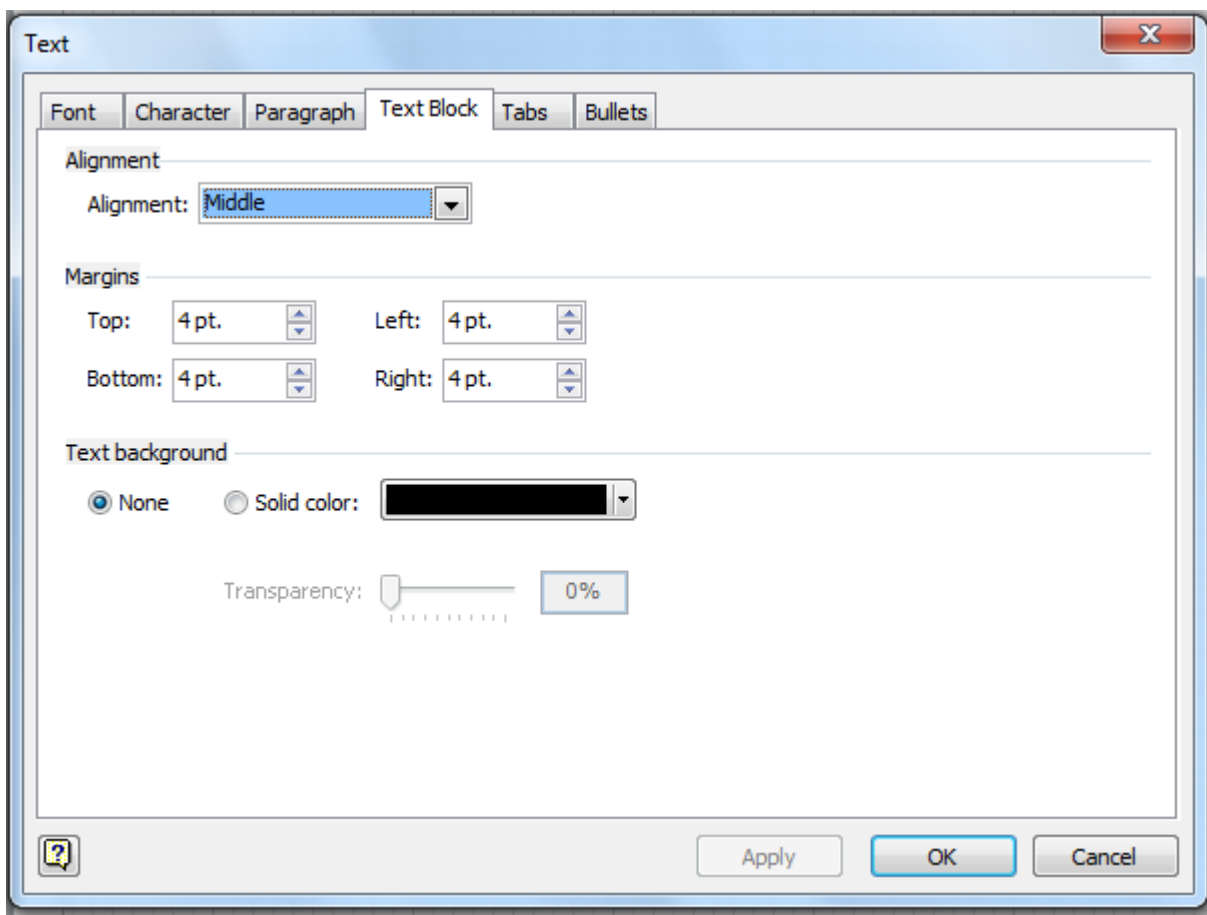 Text
Font Character Paragraph Text Block Tabs Bullets
Alignment
Alignment: Middle
Margins
Top: 4 pt. Left: 4 pt.
Bottom: 4 pt. Right: 4 pt.
Text background
None Solid color:
Transparency: 0%
Apply OK Cancel